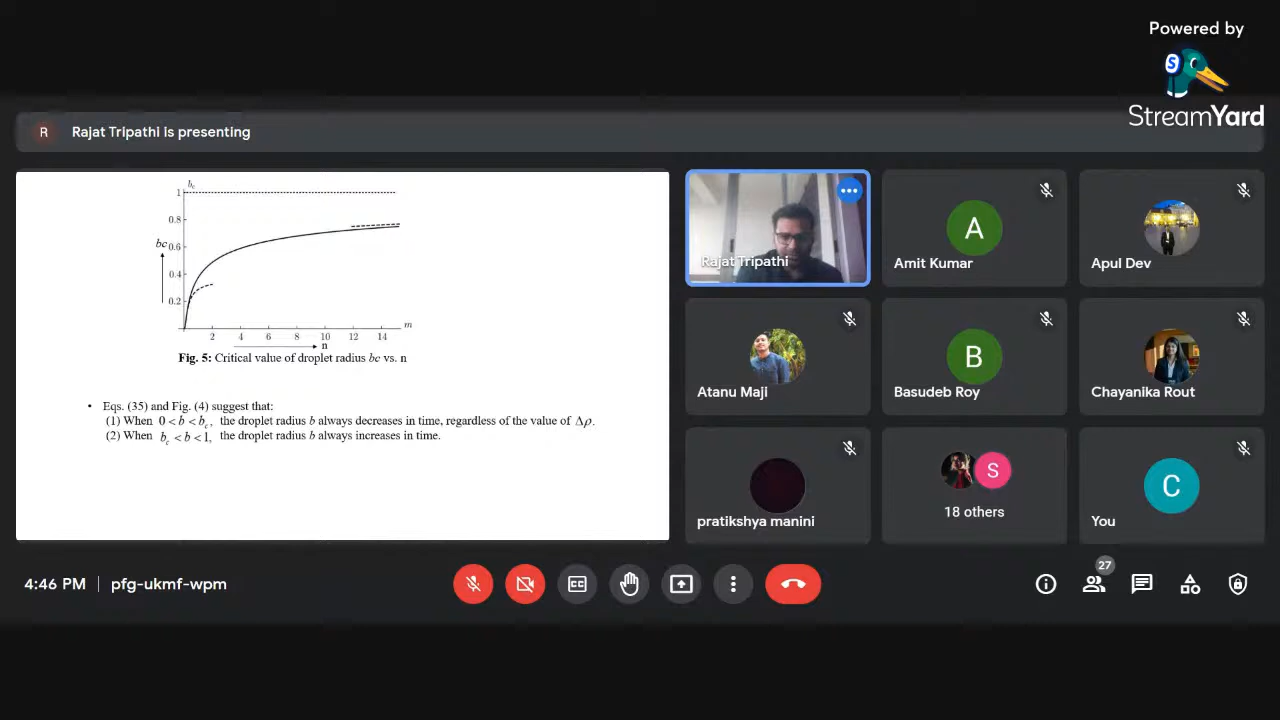 Powered by
StreamYard
R Rajat Tripathi is presenting
b_c
1
0.8
bc 0.6
0.4
0.2
m
2 4 6 8 10 12 14
n
Fig. 5: Critical value of droplet radius bc vs. n
• Eqs. (35) and Fig. (4) suggest that:
(1) When 0 < b < b_c, the droplet radius b always decreases in time, regardless of the value of Δρ.
(2) When b_c < b < 1, the droplet radius b always increases in time.
Rajat Tripathi
A
Amit Kumar
Apul Dev
Atanu Maji
B
Basudeb Roy
Chayanika Rout
pratikshya manini
S
18 others
C
You
4:46 PM | pfg-ukmf-wpm
CC
27